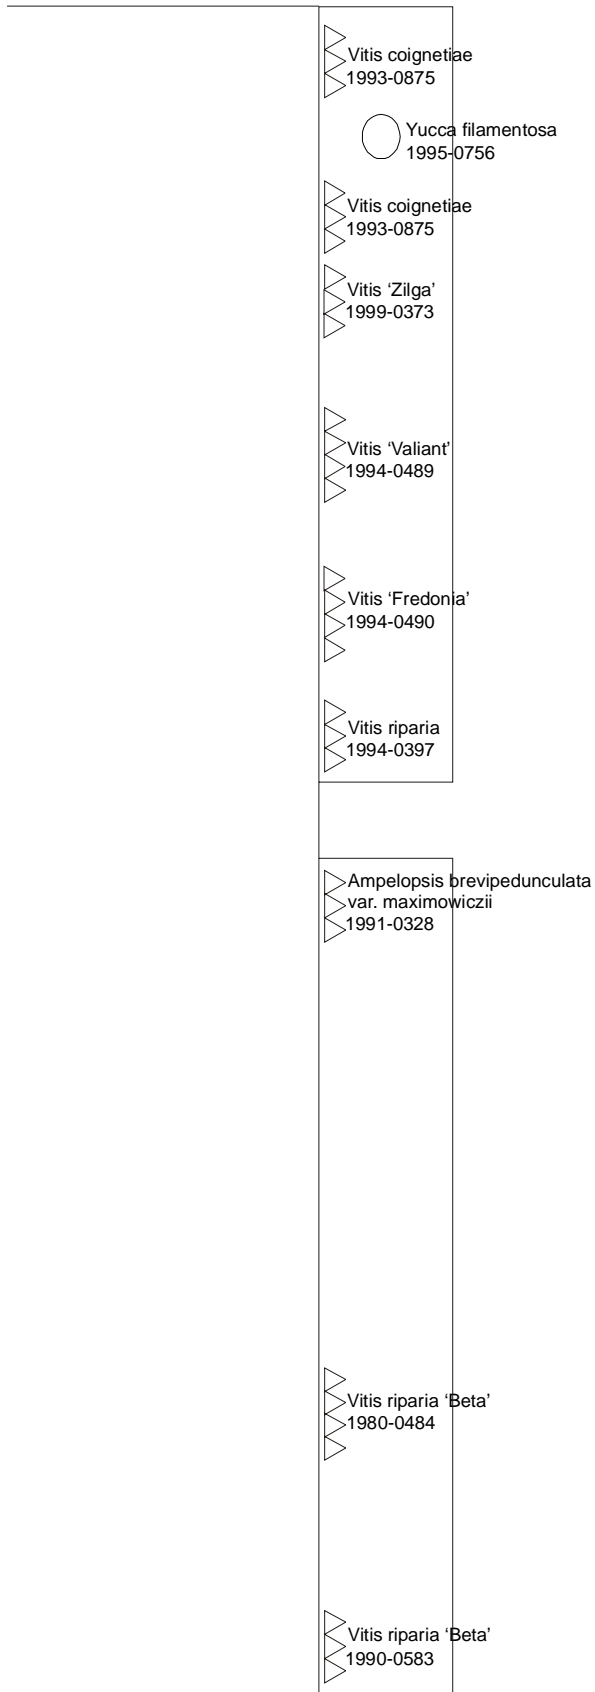 Vitis coignetiae
1993-0875
Yucca filamentosa
1995-0756
Vitis coignetiae
1993-0875
Vitis ‘Zilga’
1999-0373
Vitis ‘Valiant’
1994-0489
Vitis ‘Fredonia’
1994-0490
Vitis riparia
1994-0397
Ampelopsis brevipedunculata
var. maximowiczii
1991-0328
Vitis riparia ‘Beta’
1980-0484
Vitis riparia ‘Beta’
1990-0583